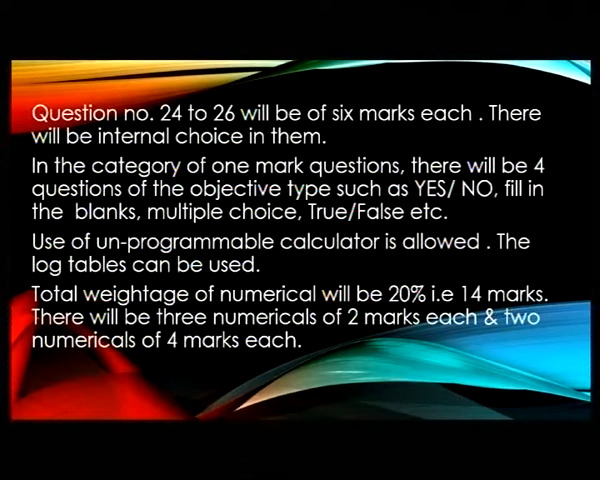 Question no. 24 to 26 will be of six marks each . There
will be internal choice in them.
In the category of one mark questions, there will be 4
questions of the objective type such as YES/ NO, fill in
the blanks, multiple choice, True/False etc.
Use of un-programmable calculator is allowed . The
log tables can be used.
Total weightage of numerical will be 20% i.e 14 marks.
There will be three numericals of 2 marks each & two
numericals of 4 marks each.